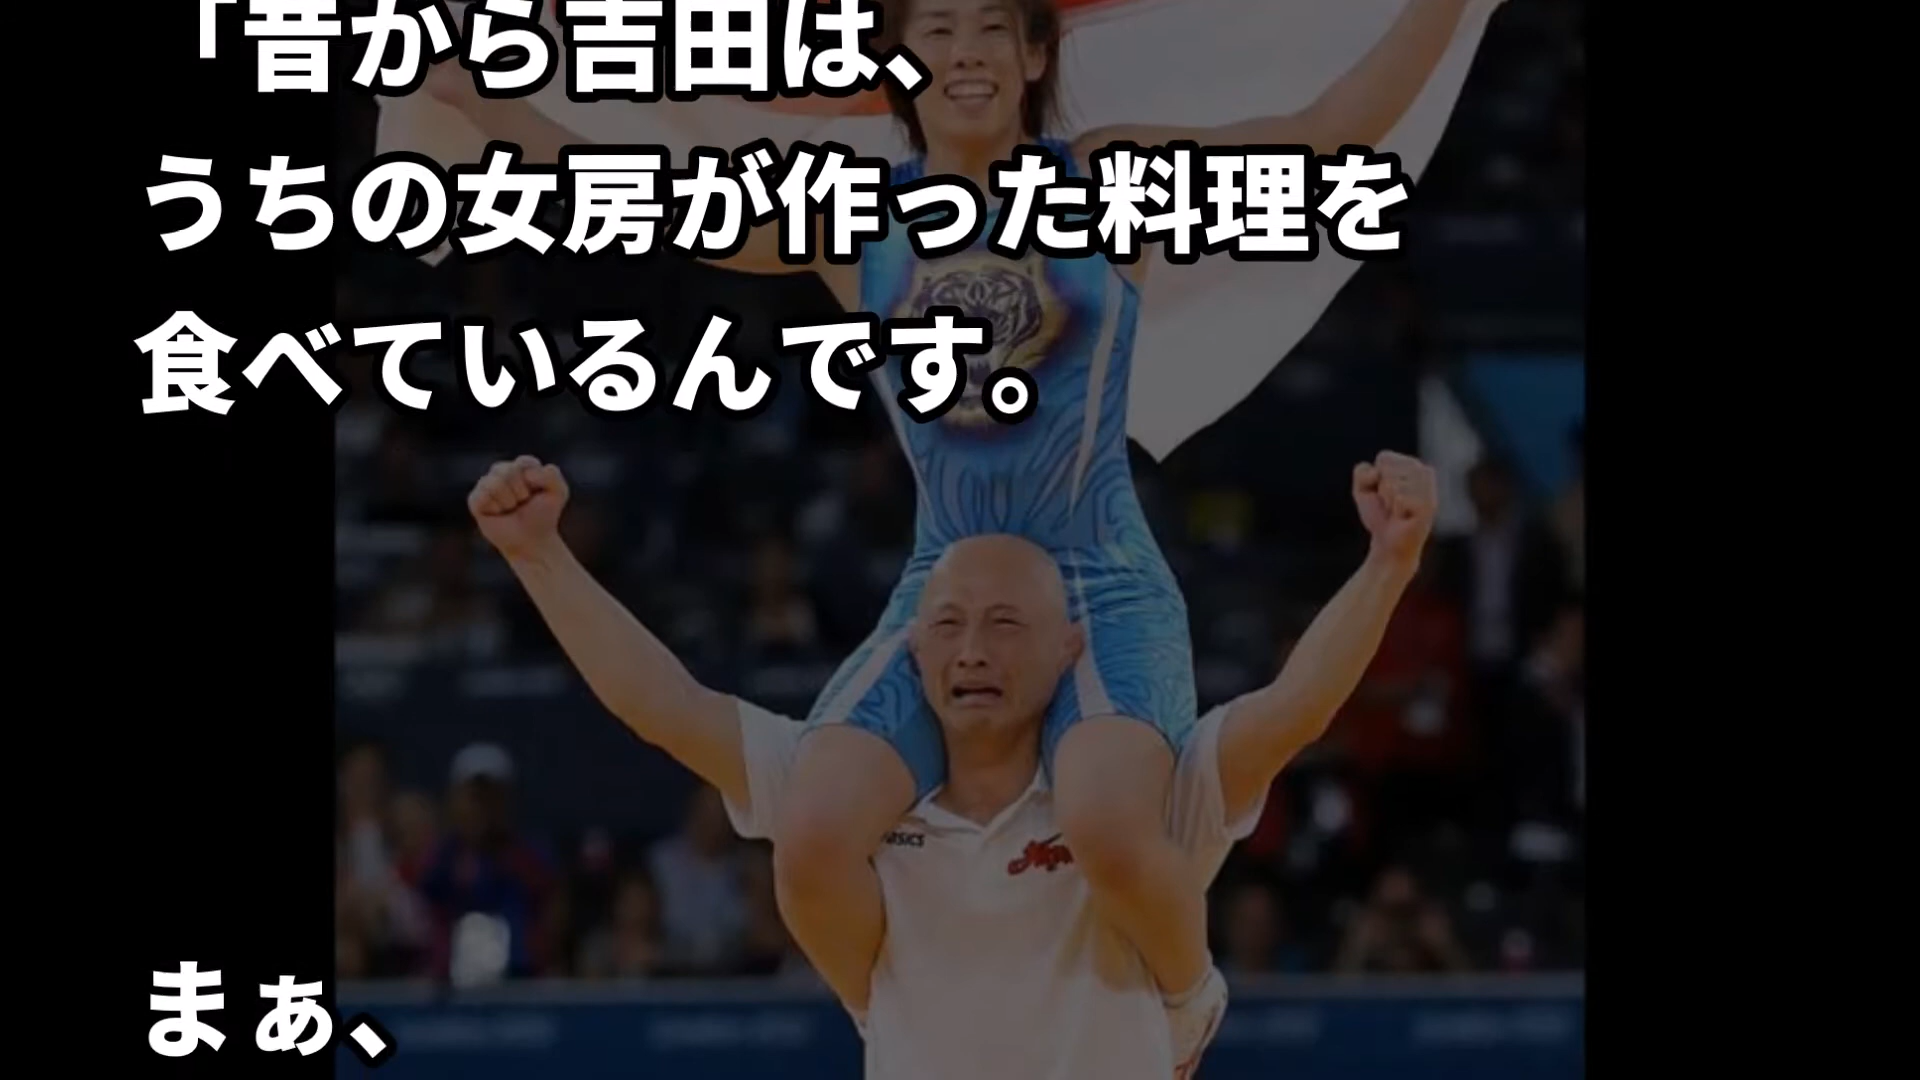 「昔から吉田は、
うちの女房が作った料理を
食べているんです。
まぁ、
asics